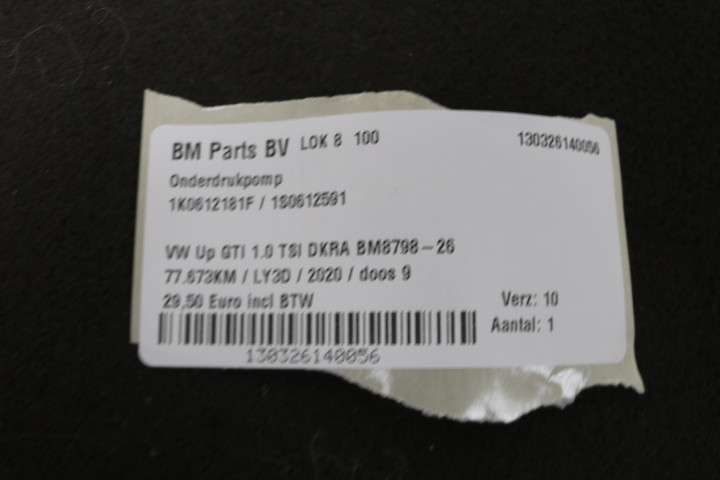 BM Parts BV LOK 8 100 130326140056
Onderdrukpomp
1K0612181F / 1S0612591
VW Up GTI 1.0 TSI DKRA BM8798-26
77.673KM / LY3D / 2020 / doos 9
29,50 Euro incl BTW Verz: 10
Aantal: 1
130326140056